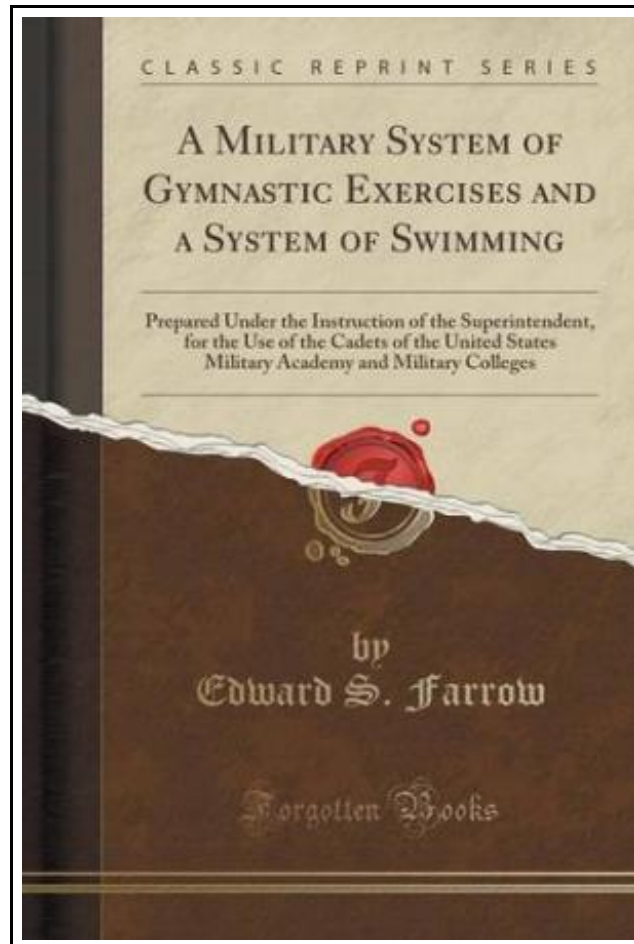 CLASSIC REPRINT SERIES
A MILITARY SYSTEM OF
GYMNASTIC EXERCISES AND
A SYSTEM OF SWIMMING
Prepared Under the Instruction of the Superintendent,
for the Use of the Cadets of the United States
Military Academy and Military Colleges
by
Edward S. Farrow
Forgotten Books